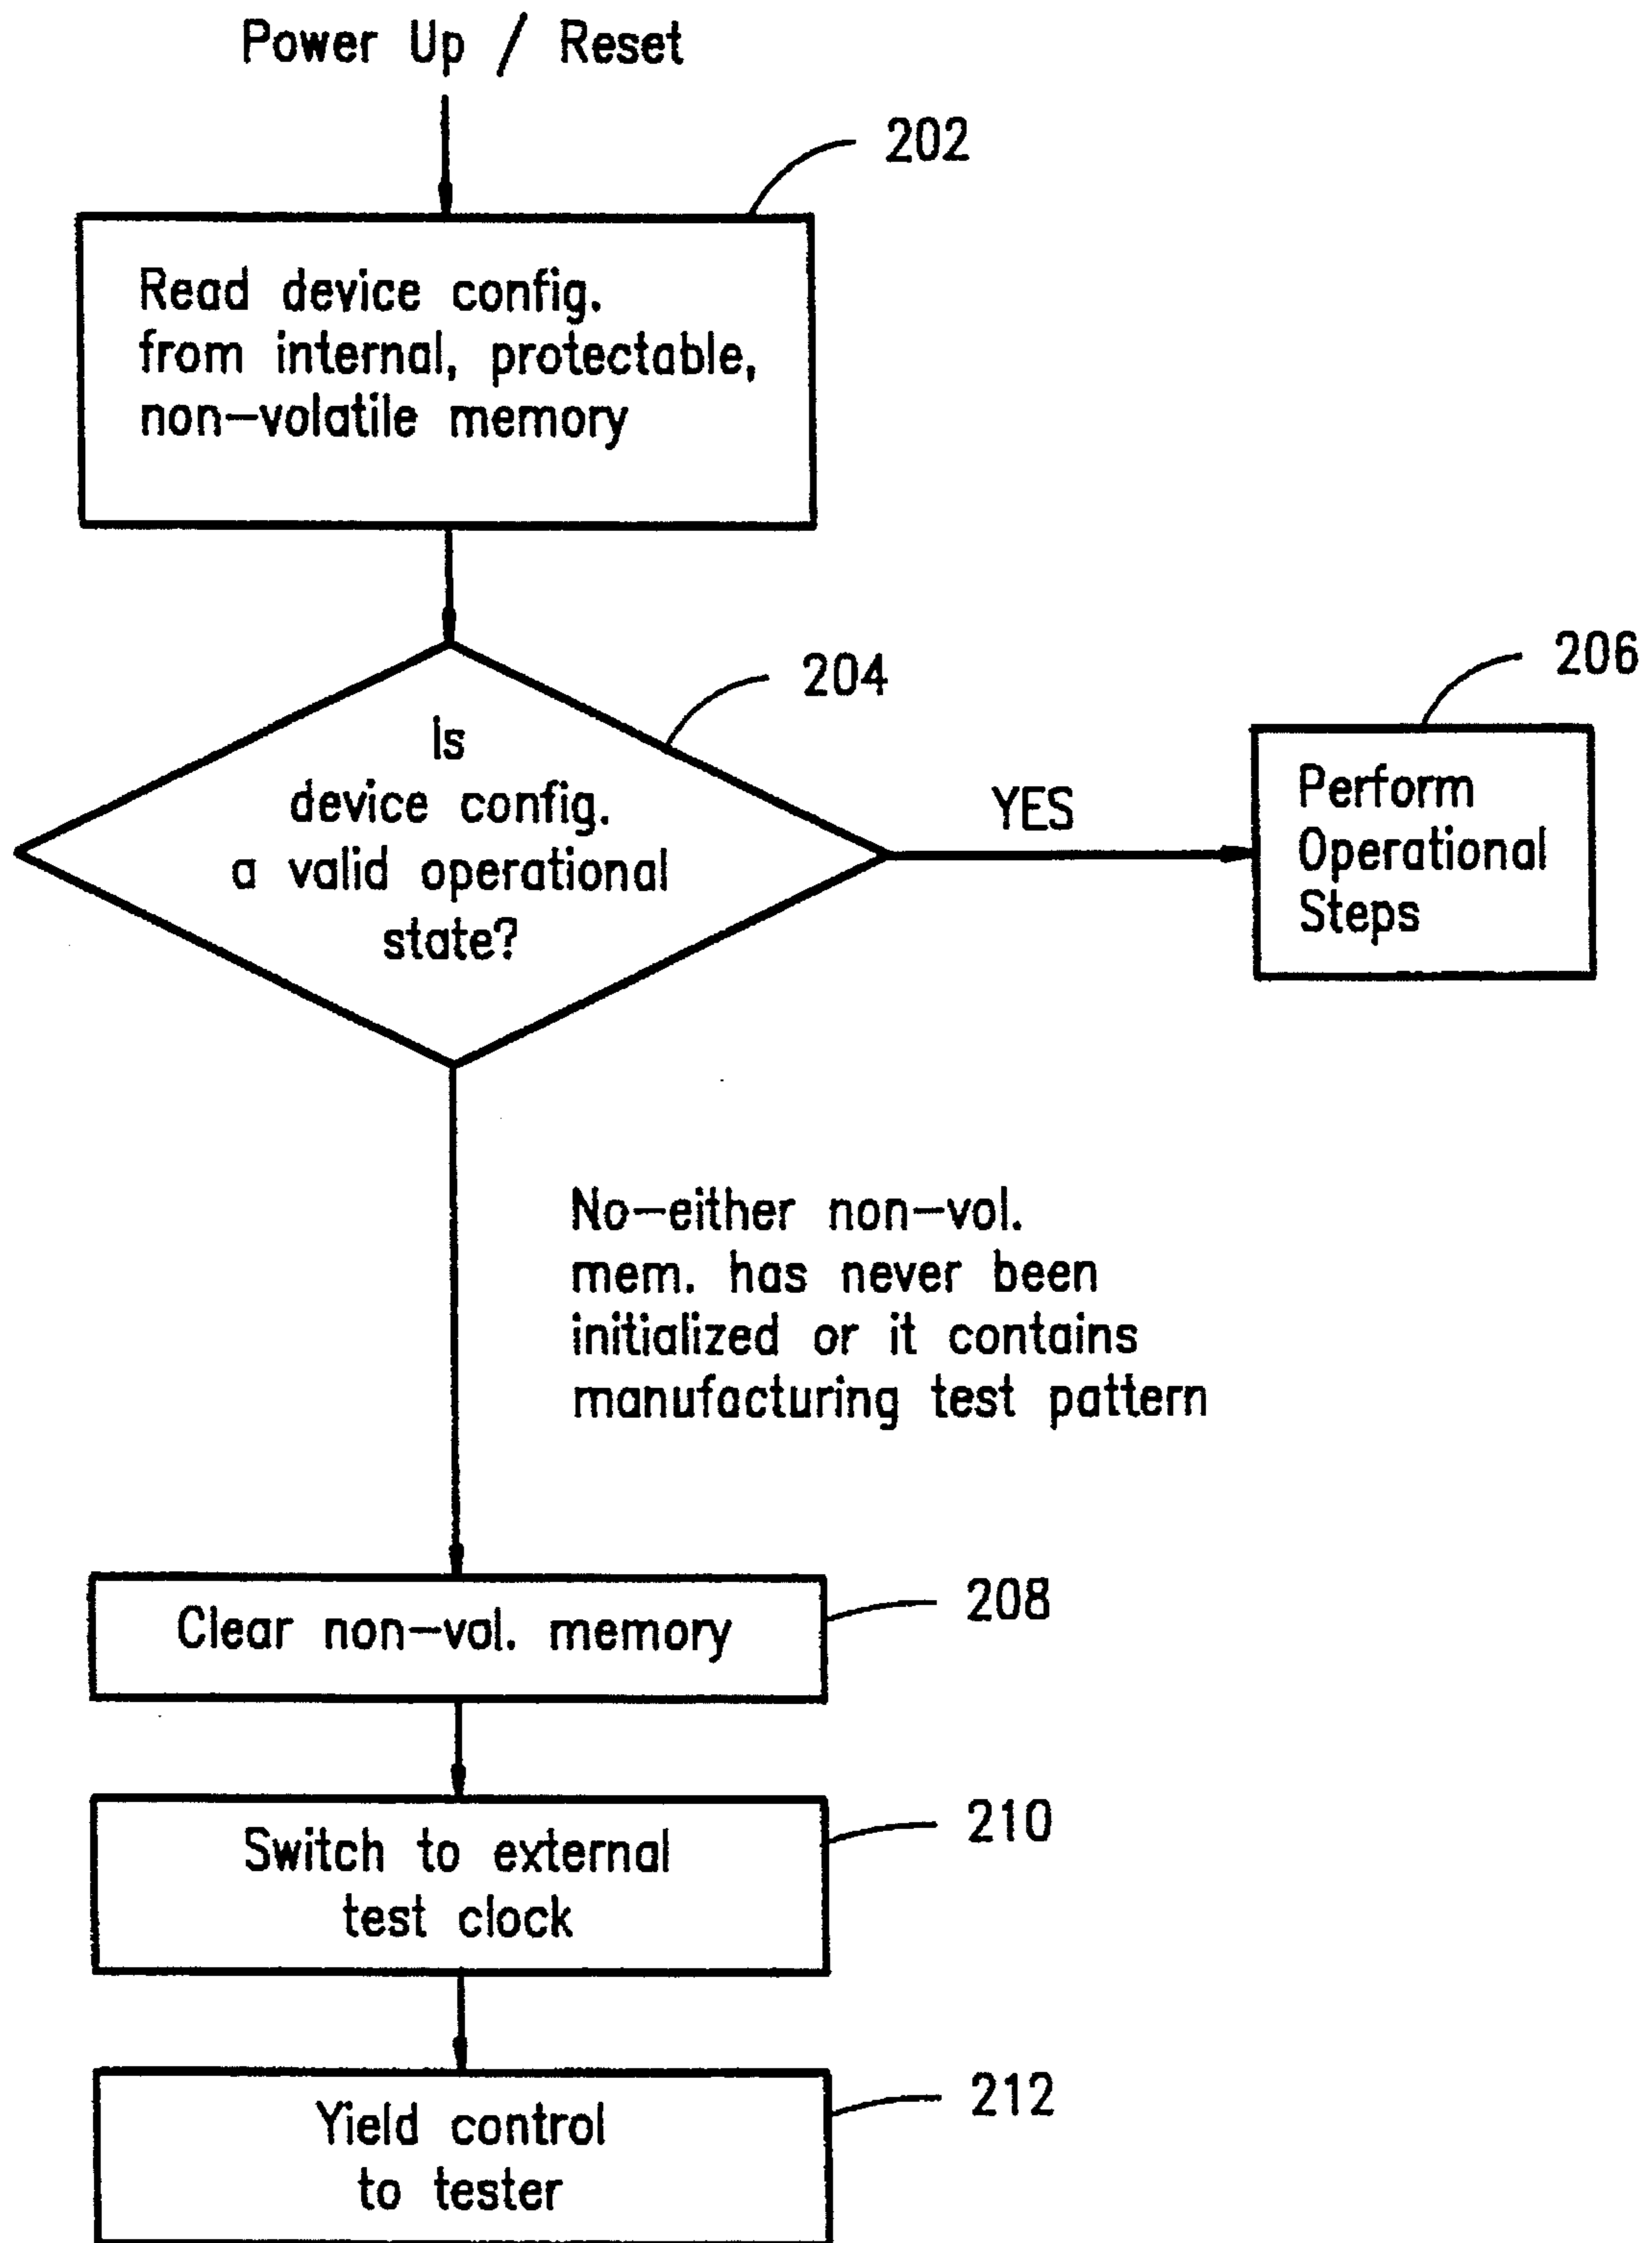 Power Up / Reset
202
Read device config.
from internal, protectable,
non-volatile memory
204
Is
device config.
a valid operational
state?
YES
206
Perform
Operational
Steps
No-either non-vol.
mem. has never been
initialized or it contains
manufacturing test pattern
Clear non-vol. memory
208
Switch to external
test clock
210
Yield control
to tester
212